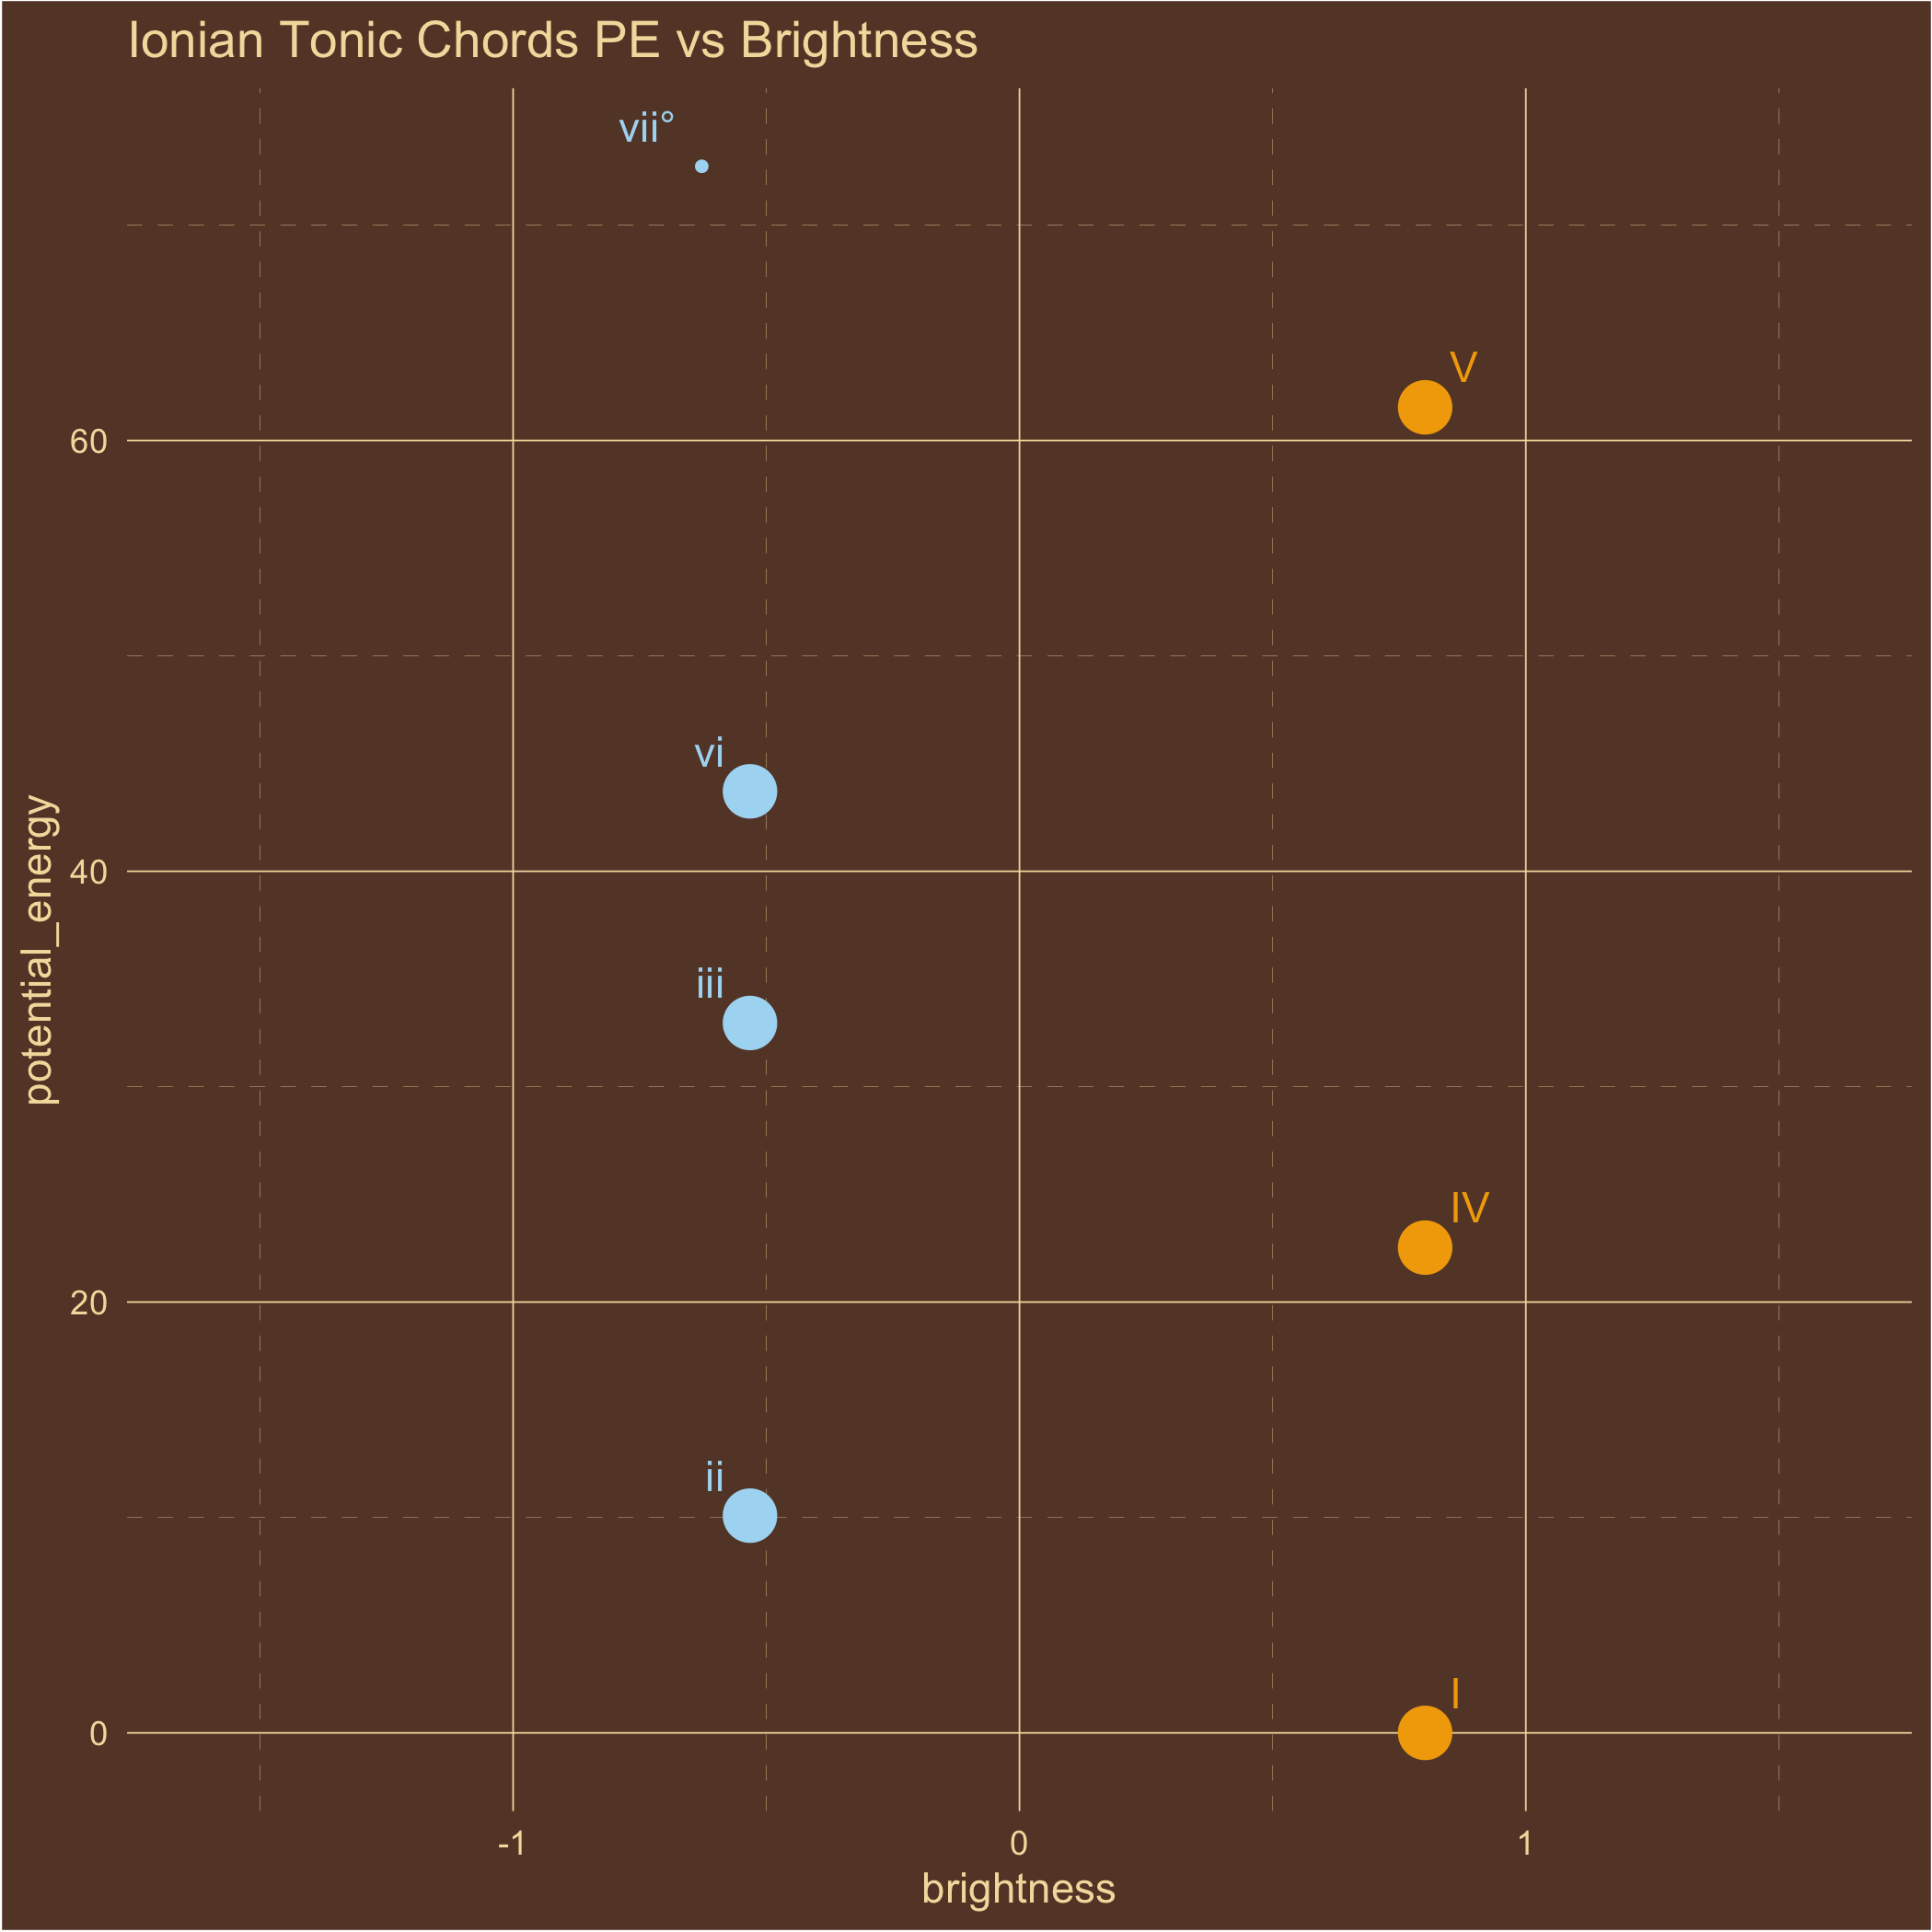 Ionian Tonic Chords PE vs Brightness
vii°
V
60
vi
40
iii
IV
20
ii
I
0
potential_energy
-1
0
1
brightness